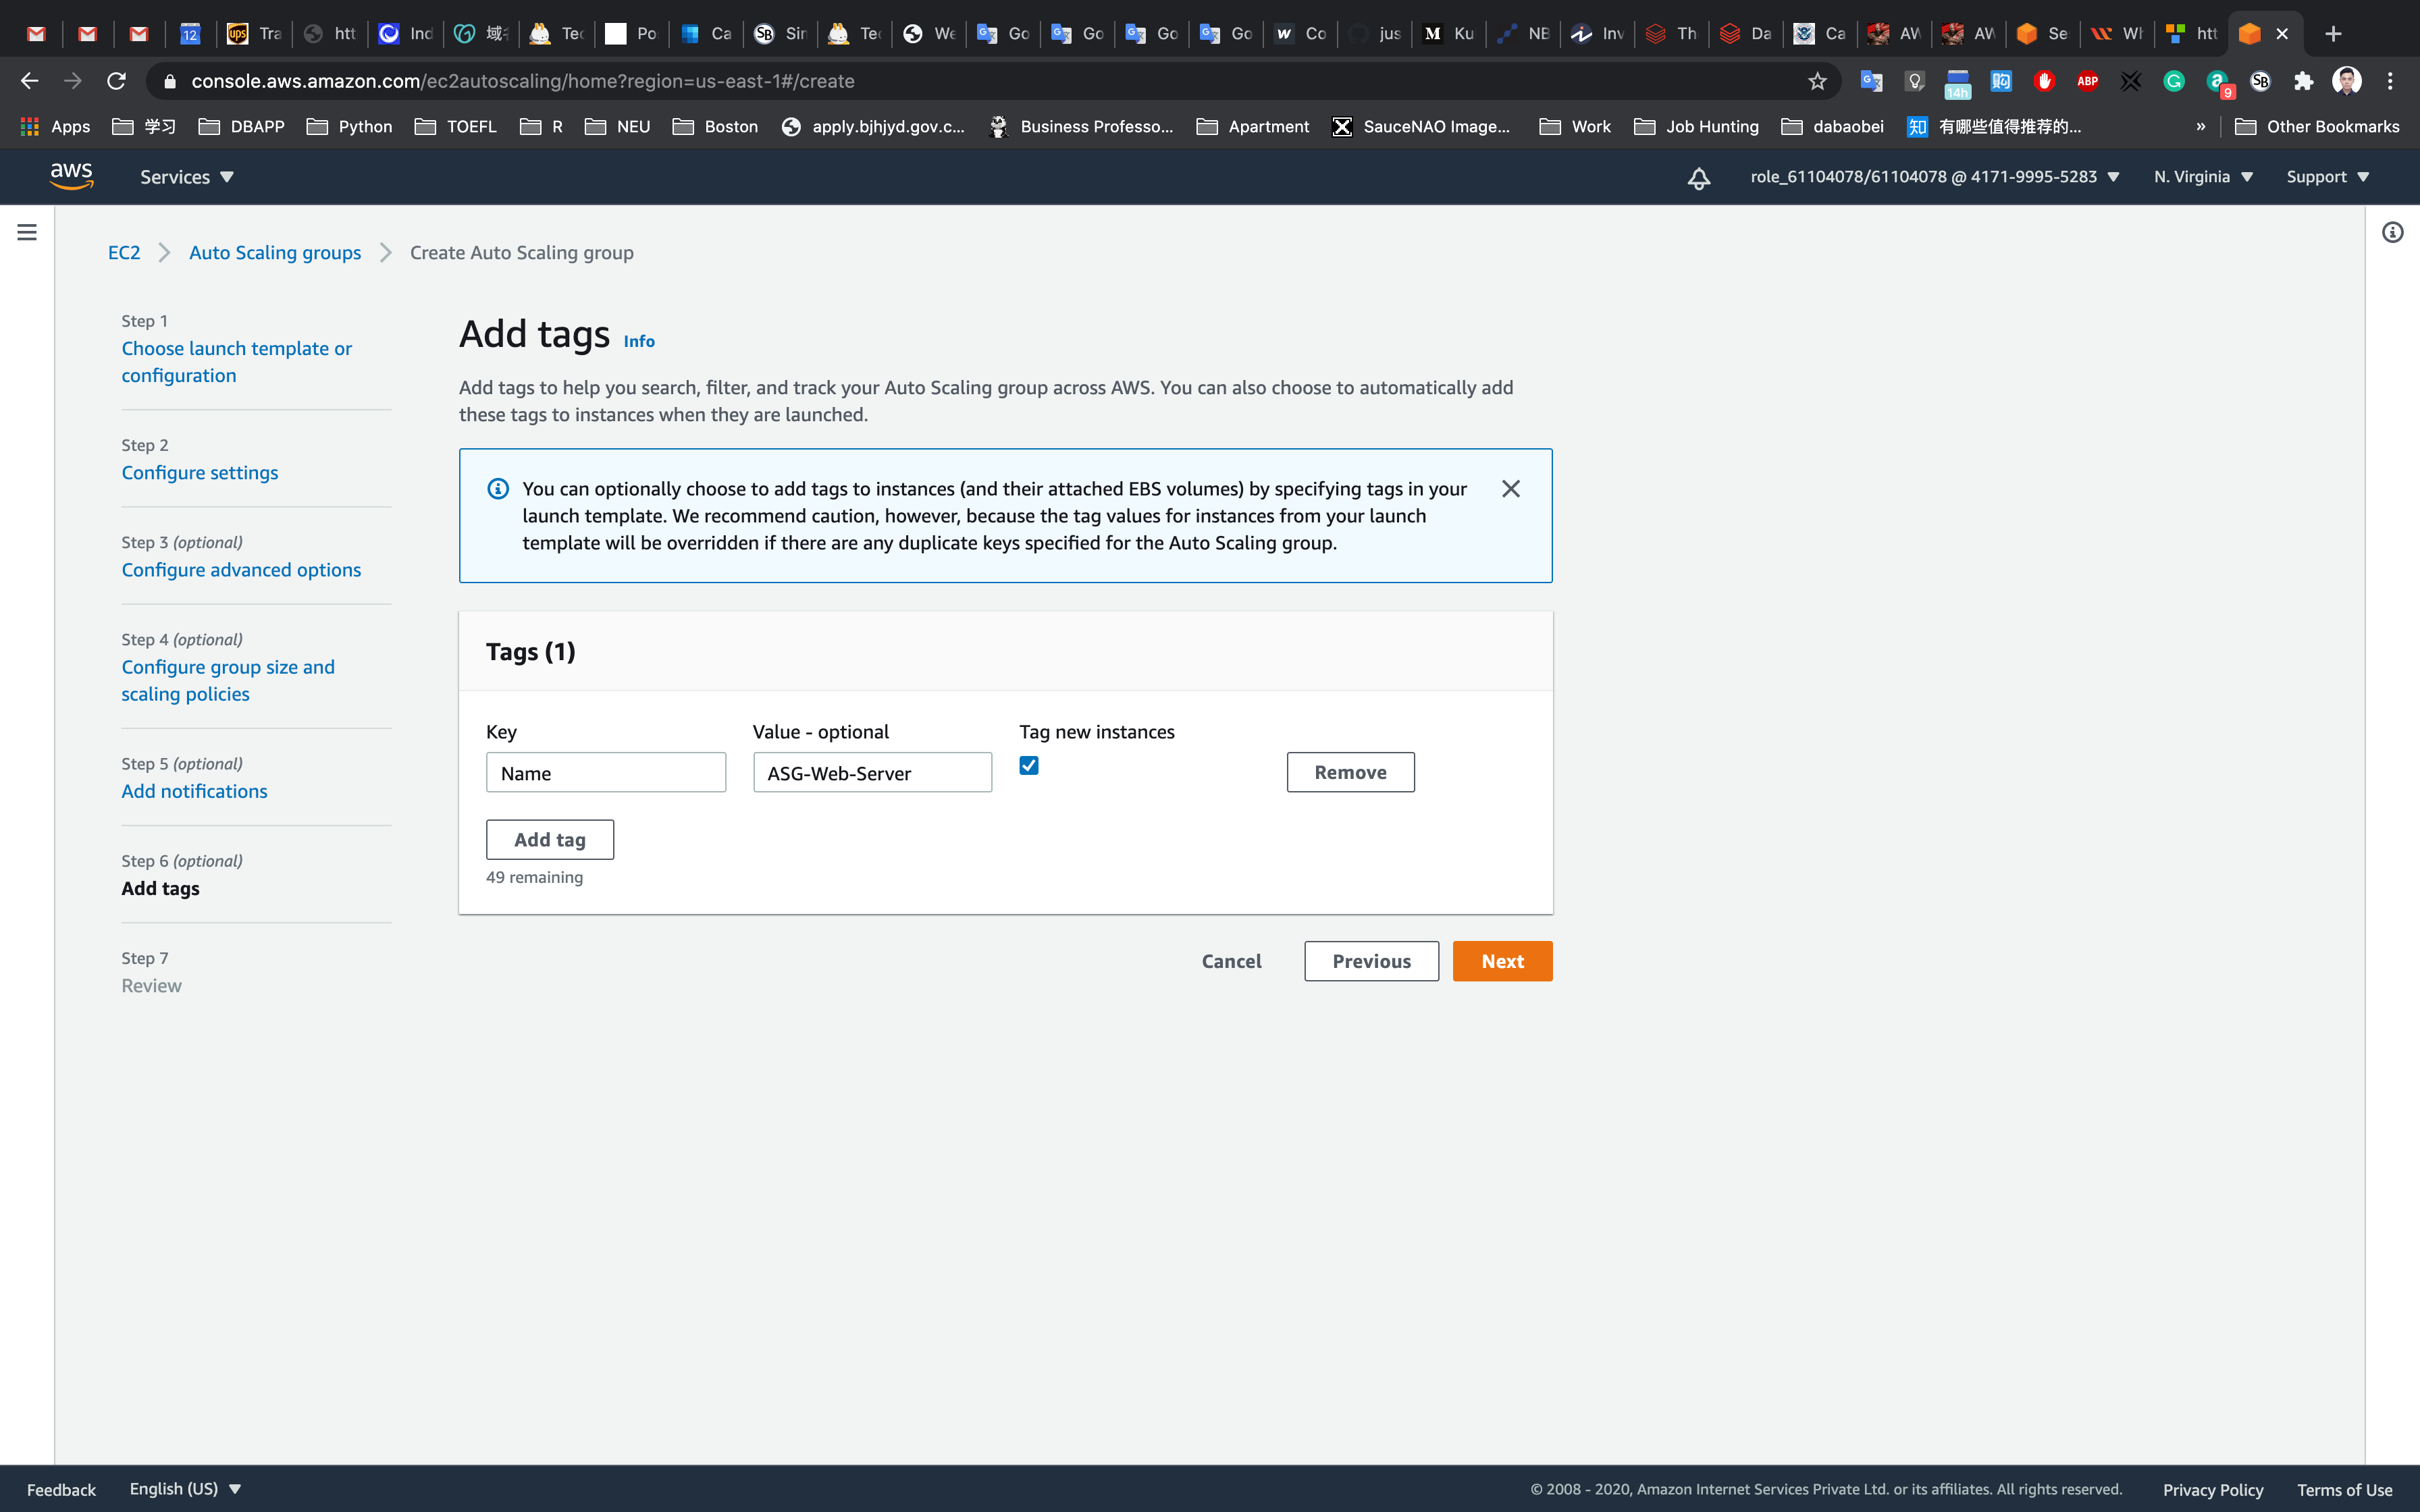 12 Tra htt Ind Tec Po Ca Sir Tec We Go Go Go Go Co jus Ku NB Inv Th Da Ca AV AV Se Wh htt
console.aws.amazon.com/ec2autoscaling/home?region=us-east-1#/create
14h ABP 9
Apps 学习 DBAPP Python TOEFL R NEU Boston apply.bjhjyd.gov.c... Business Professo... Apartment SauceNAO Image... Work Job Hunting dabaobei 知 有哪些值得推荐的... » Other Bookmarks
aws Services role_61104078/61104078 @ 4171-9995-5283 N. Virginia Support
EC2 Auto Scaling groups Create Auto Scaling group
Step 1
Choose launch template or
configuration
Step 2
Configure settings
Step 3 (optional)
Configure advanced options
Step 4 (optional)
Configure group size and
scaling policies
Step 5 (optional)
Add notifications
Step 6 (optional)
Add tags
Step 7
Review
Add tags Info
Add tags to help you search, filter, and track your Auto Scaling group across AWS. You can also choose to automatically add
these tags to instances when they are launched.
You can optionally choose to add tags to instances (and their attached EBS volumes) by specifying tags in your
launch template. We recommend caution, however, because the tag values for instances from your launch
template will be overridden if there are any duplicate keys specified for the Auto Scaling group.
Tags (1)
Key Value - optional Tag new instances
Name ASG-Web-Server Remove
Add tag
49 remaining
Cancel Previous Next
Feedback English (US) © 2008 - 2020, Amazon Internet Services Private Ltd. or its affiliates. All rights reserved. Privacy Policy Terms of Use